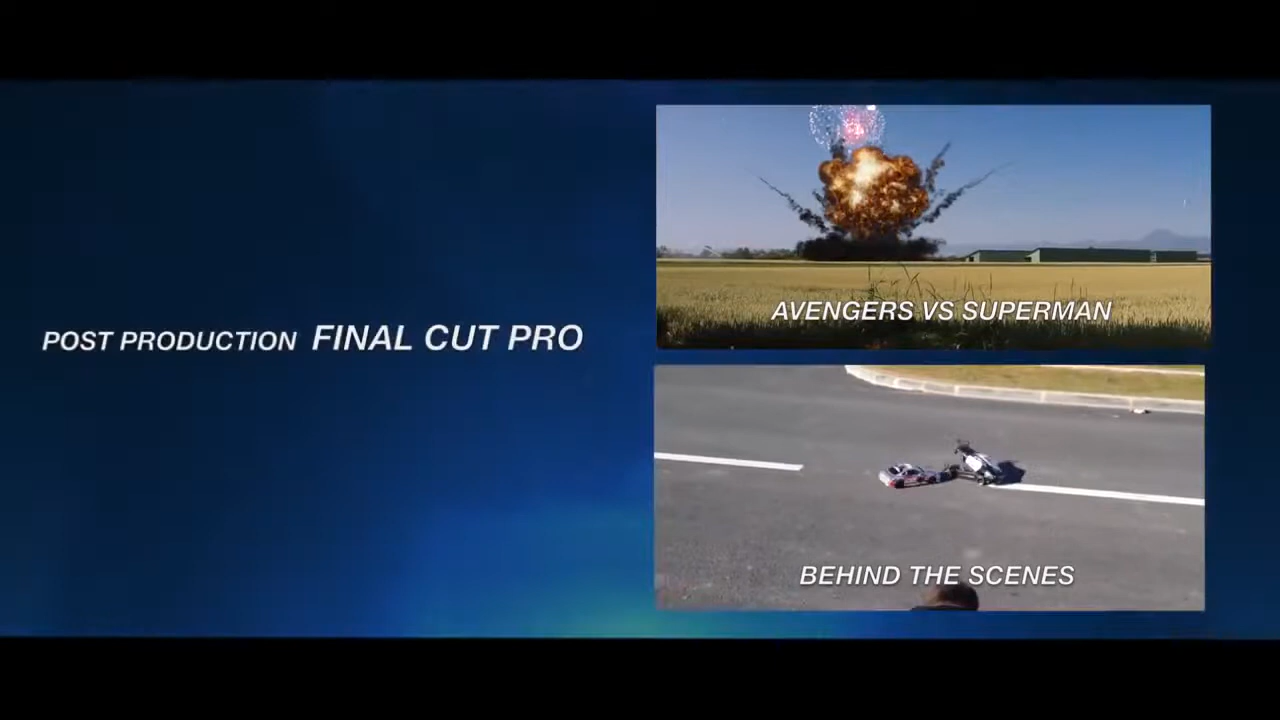 POST PRODUCTION FINAL CUT PRO
AVENGERS VS SUPERMAN
BEHIND THE SCENES